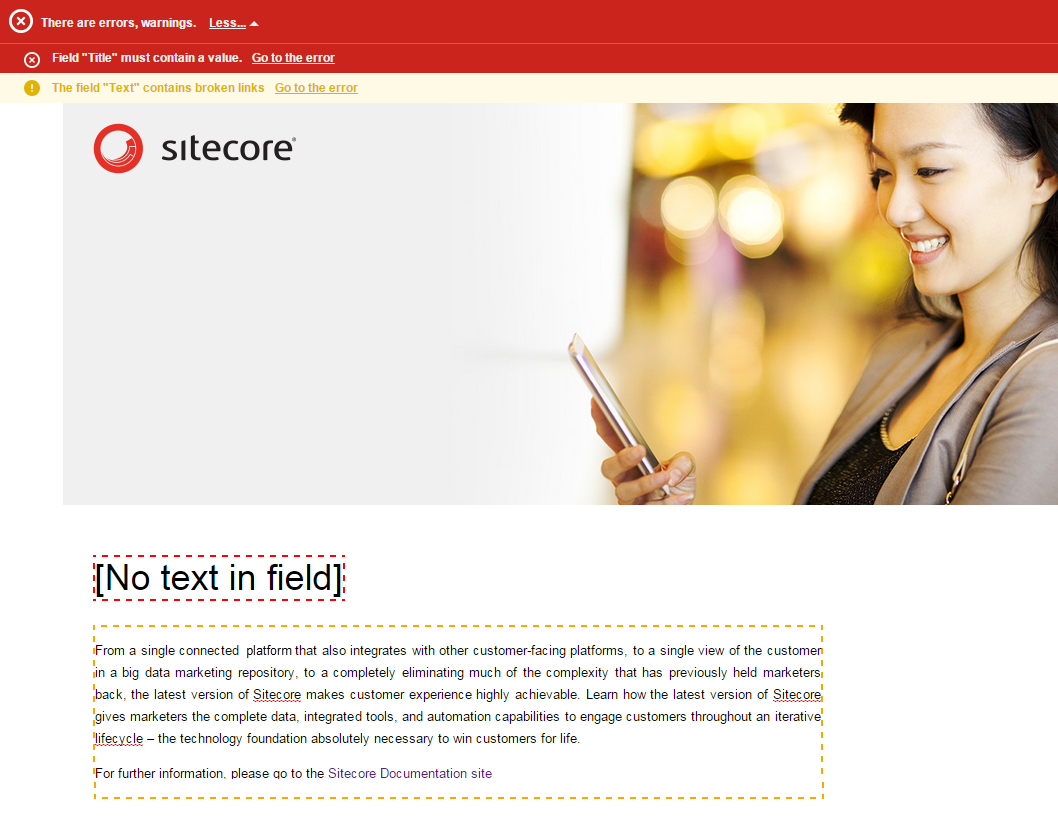 There are errors, warnings. Less...
Field "Title" must contain a value. Go to the error
The field "Text" contains broken links Go to the error
sitecore®
[No text in field]
From a single connected platform that also integrates with other customer-facing platforms, to a single view of the customer
in a big data marketing repository, to a completely eliminating much of the complexity that has previously held marketers
back, the latest version of Sitecore makes customer experience highly achievable. Learn how the latest version of Sitecore
gives marketers the complete data, integrated tools, and automation capabilities to engage customers throughout an iterative
lifecycle – the technology foundation absolutely necessary to win customers for life.
For further information, please go to the Sitecore Documentation site